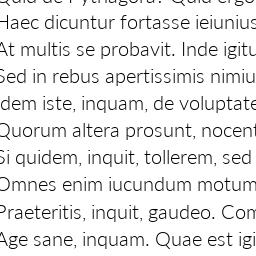 Quid de Pythagora? Quid ergo
Haec dicuntur fortasse ieiunius
At multis se probavit. Inde igitu
Sed in rebus apertissimis nimiu
Idem iste, inquam, de voluptate
Quorum altera prosunt, nocent
Si quidem, inquit, tollerem, sed
Omnes enim iucundum motum
Praeteritis, inquit, gaudeo. Com
Age sane, inquam. Quae est igi